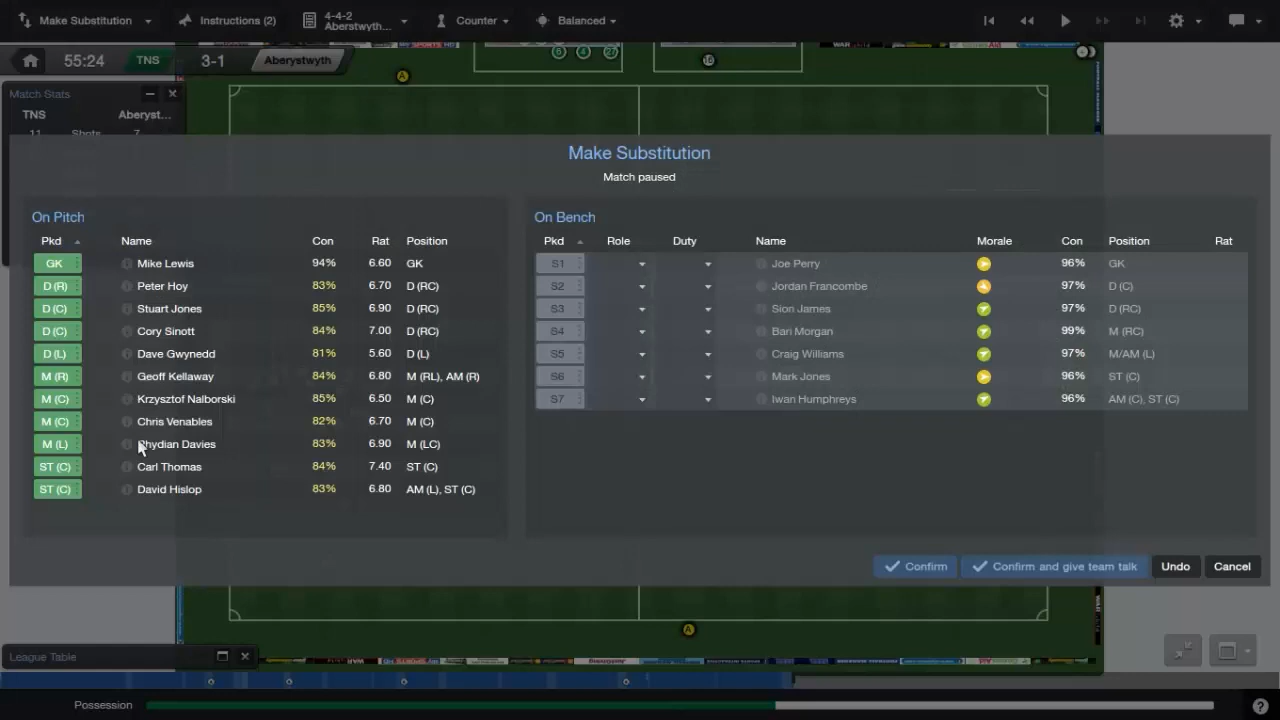 Make Substitution
Instructions (2)
4-4-2
Aberystwyth...
Counter
Balanced
55:24 TNS 3-1 Aberystwyth
6 4 27
16
A
Match Stats
TNS Aberyst...
11 Shots 7
Make Substitution
Match paused
On Pitch
Pkd Name Con Rat Position
GK Mike Lewis 94% 6.60 GK
D (R) Peter Hoy 83% 6.70 D (RC)
D (C) Stuart Jones 85% 6.90 D (RC)
D (C) Cory Sinott 84% 7.00 D (RC)
D (L) Dave Gwynedd 81% 5.60 D (L)
M (R) Geoff Kellaway 84% 6.80 M (RL), AM (R)
M (C) Krzysztof Nalborski 85% 6.50 M (C)
M (C) Chris Venables 82% 6.70 M (C)
M (L) Rhydian Davies 83% 6.90 M (LC)
ST (C) Carl Thomas 84% 7.40 ST (C)
ST (C) David Hislop 83% 6.80 AM (L), ST (C)
On Bench
Pkd Role Duty Name Morale Con Position Rat
S1 Joe Perry 96% GK
S2 Jordan Francombe 97% D (C)
S3 Sion James 97% D (RC)
S4 Bari Morgan 99% M (RC)
S5 Craig Williams 97% M/AM (L)
S6 Mark Jones 96% ST (C)
S7 Iwan Humphreys 96% AM (C), ST (C)
Confirm
Confirm and give team talk
Undo
Cancel
A
League Table
Possession
?